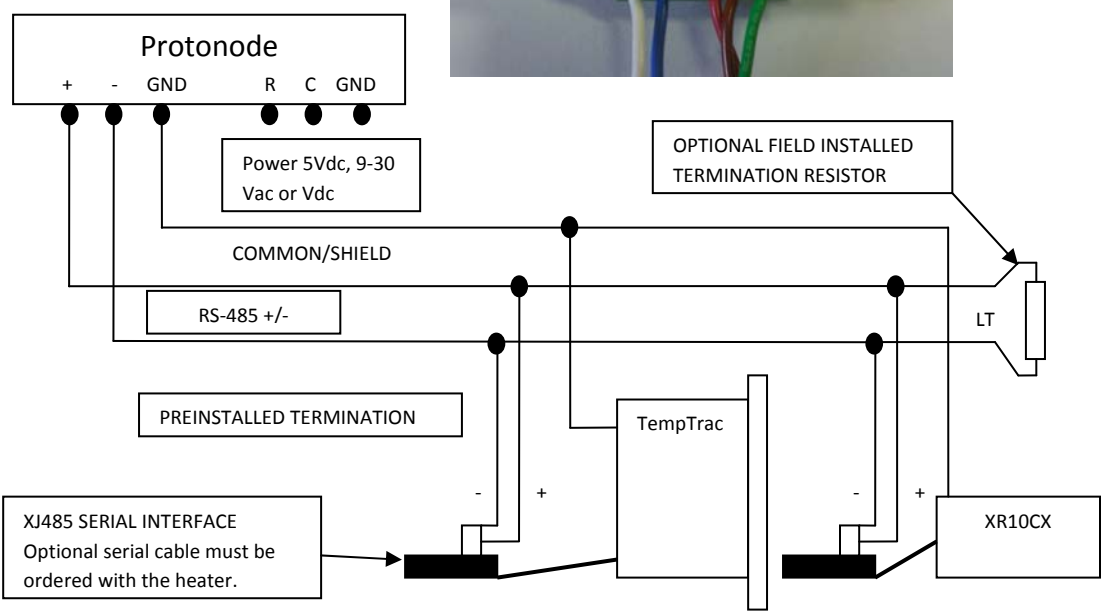 Protonode
+ - GND R C GND
Power 5Vdc, 9-30
Vac or Vdc
OPTIONAL FIELD INSTALLED
TERMINATION RESISTOR
COMMON/SHIELD
RS-485 +/-
LT
PREINSTALLED TERMINATION
TempTrac
- +
- +
XJ485 SERIAL INTERFACE
Optional serial cable must be
ordered with the heater.
XR10CX